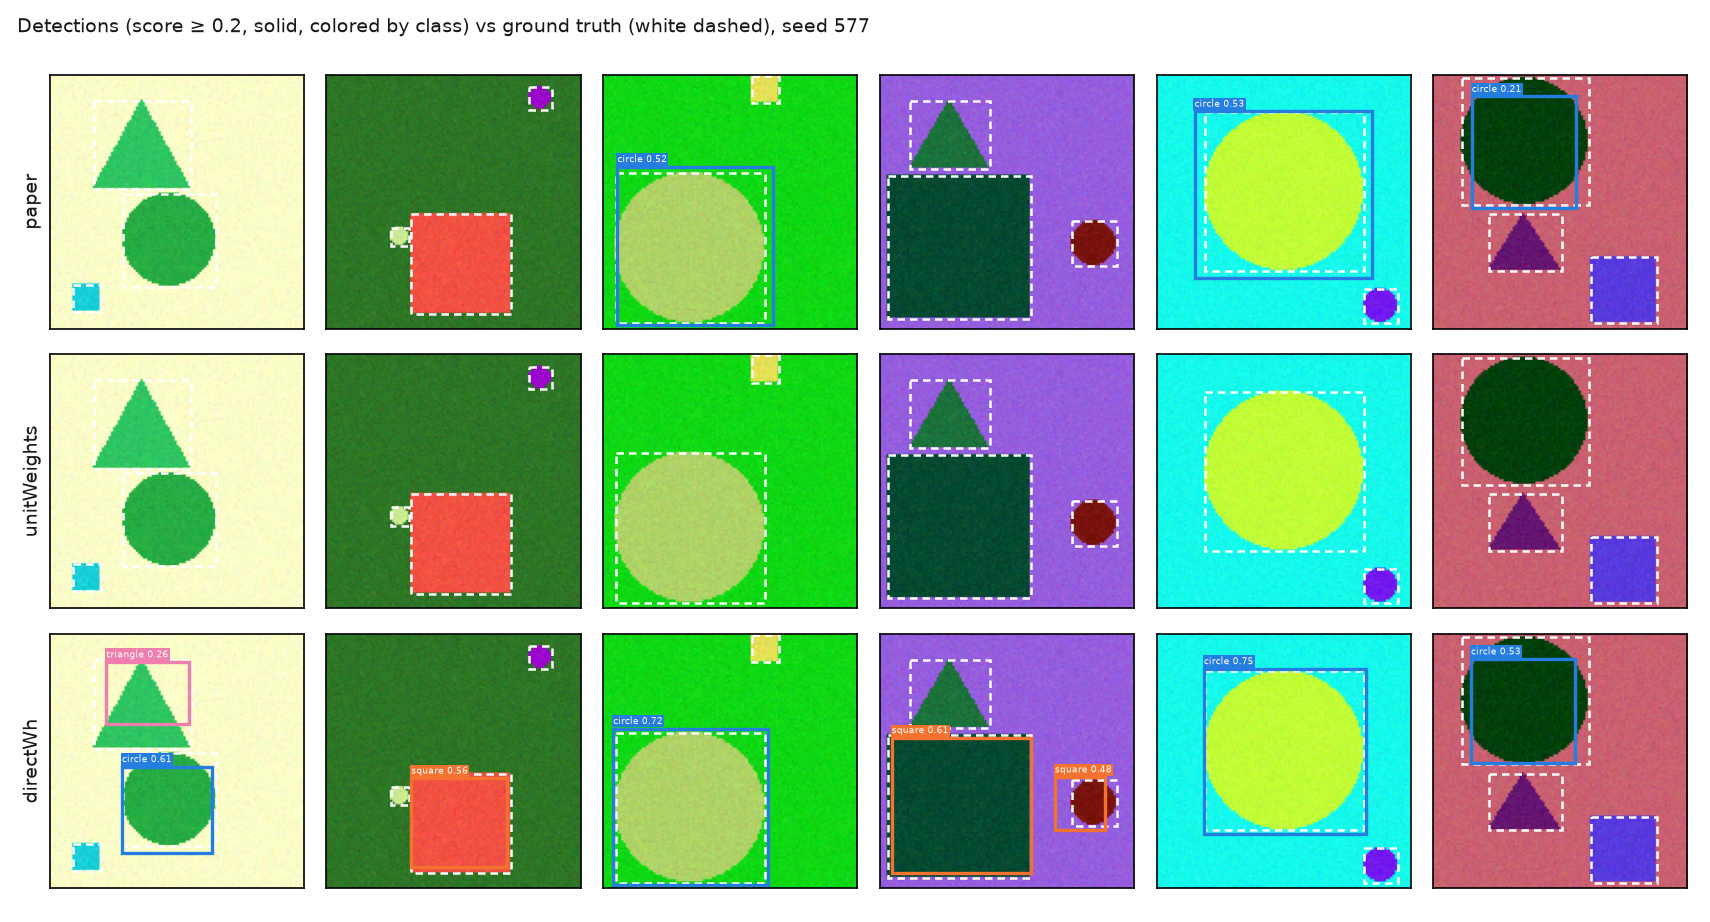 Detections (score ≥ 0.2, solid, colored by class) vs ground truth (white dashed), seed 577
paper
circle 0.52
circle 0.53
circle 0.21
unitWeights
directWh
triangle 0.26
circle 0.61
square 0.56
circle 0.72
square 0.61
square 0.48
circle 0.75
circle 0.53